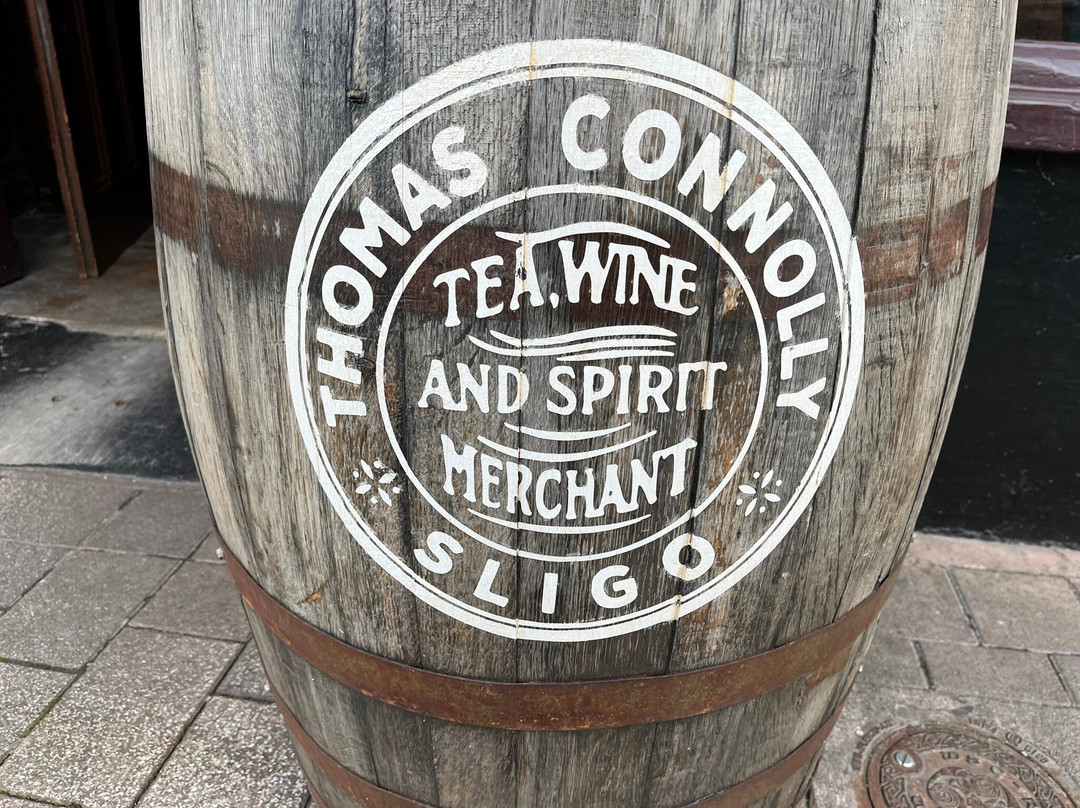 THOMAS CONNOLLY
TEA, WINE
AND SPIRIT
MERCHANT
SLIGO